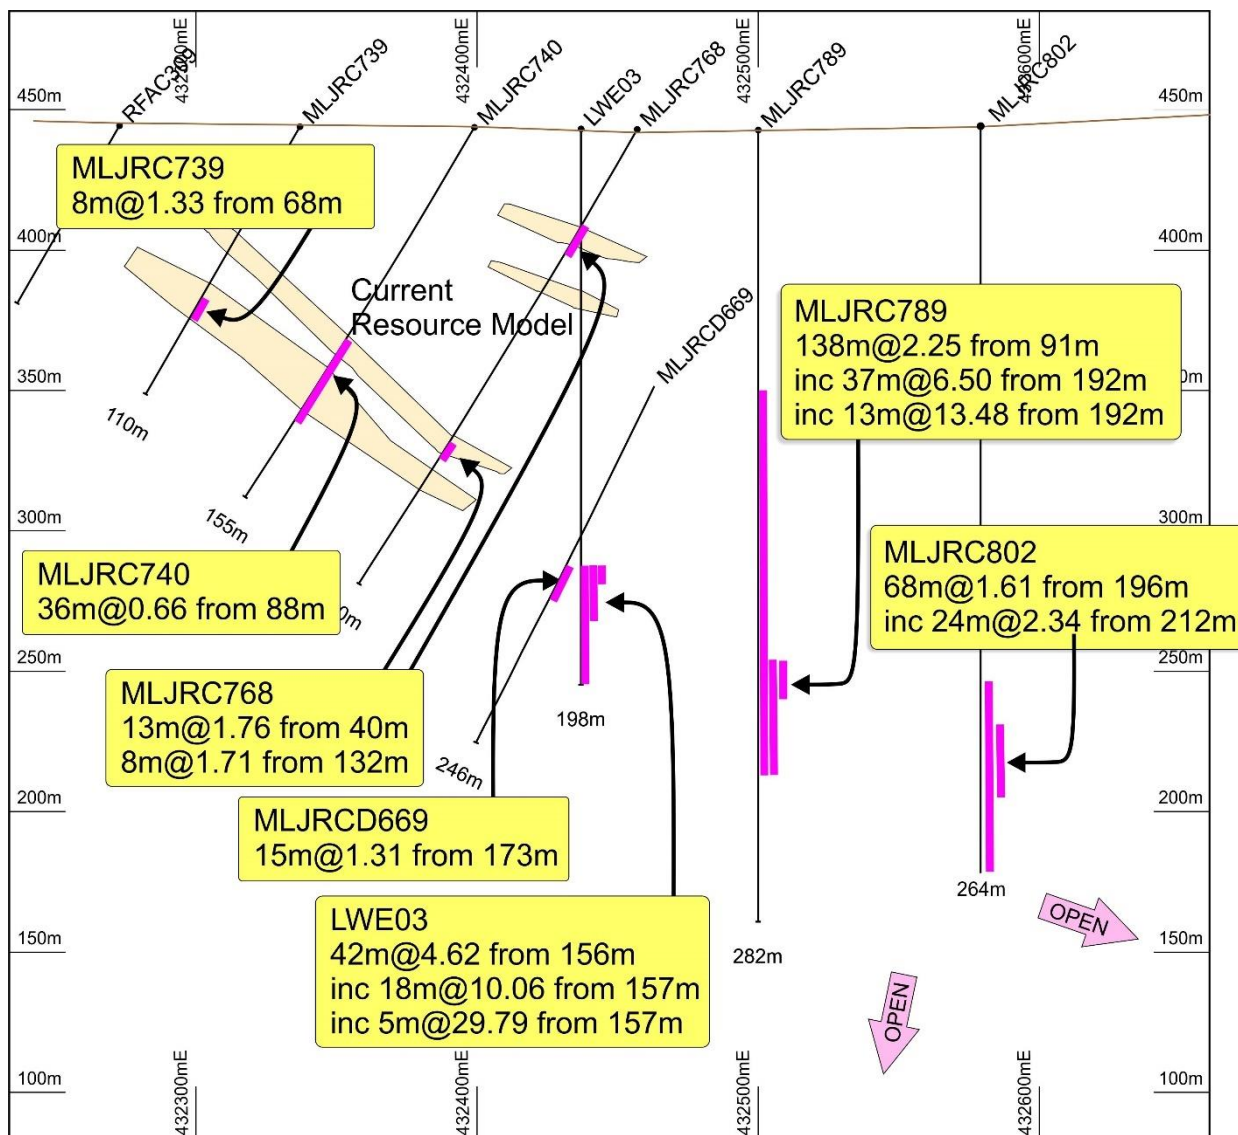 432400mE
432500mE
RFAC399
MLJRC739
MLJRC740
LWE03
MLJRC768
MLJRC789
MLJRC802
450m
450m
MLJRC739
8m@1.33 from 68m
400m
400m
Current
Resource Model
MLJRCD669
MLJRC789
138m@2.25 from 91m
inc 37m@6.50 from 192m
inc 13m@13.48 from 192m
350m
110m
155m
300m
300m
MLJRC740
36m@0.66 from 88m
MLJRC802
68m@1.61 from 196m
inc 24m@2.34 from 212m
250m
250m
MLJRC768
13m@1.76 from 40m
8m@1.71 from 132m
198m
246m
200m
200m
MLJRCD669
15m@1.31 from 173m
264m
LWE03
42m@4.62 from 156m
inc 18m@10.06 from 157m
inc 5m@29.79 from 157m
OPEN
150m
150m
282m
OPEN
100m
100m
432300mE
432400mE
432500mE
432600mE